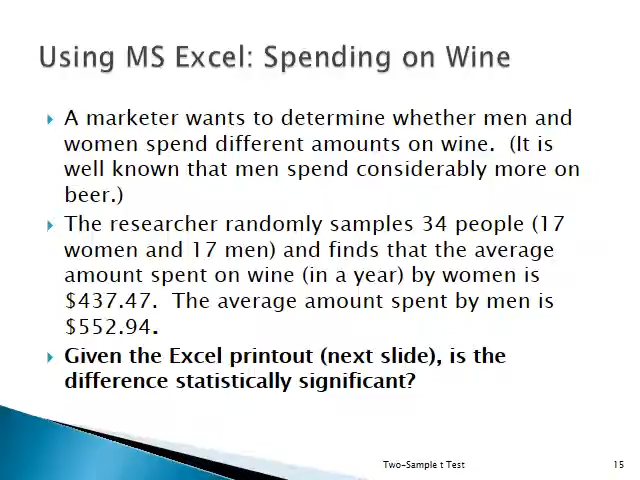 Using MS Excel: Spending on Wine
A marketer wants to determine whether men and
women spend different amounts on wine. (It is
well known that men spend considerably more on
beer.)
The researcher randomly samples 34 people (17
women and 17 men) and finds that the average
amount spent on wine (in a year) by women is
$437.47. The average amount spent by men is
$552.94.
Given the Excel printout (next slide), is the
difference statistically significant?
Two-Sample t Test
15